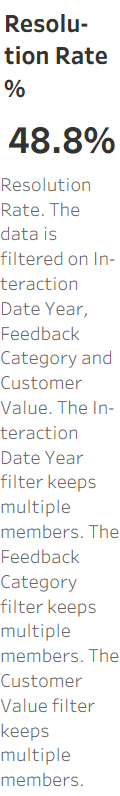 Resolu-
tion Rate
%
48.8%
Resolution
Rate. The
data is
filtered on In-
teraction
Date Year,
Feedback
Category and
Customer
Value. The In-
teraction
Date Year
filter keeps
multiple
members. The
Feedback
Category
filter keeps
multiple
members. The
Customer
Value filter
keeps
multiple
members.